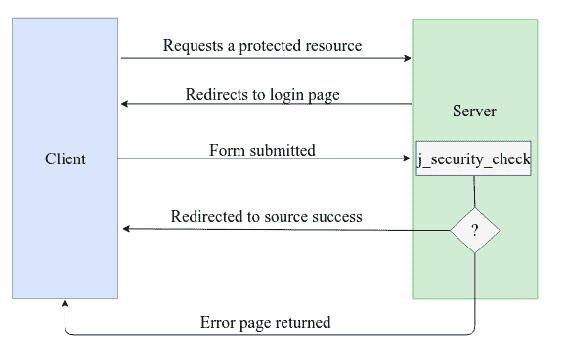 Requests a protected resource
Redirects to login page
Server
Client
Form submitted
j_security_check
Redirected to source success
?
Error page returned